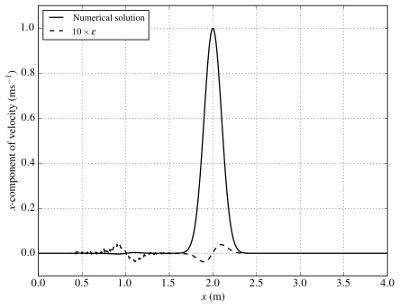 1.0
0.8
0.6
0.4
0.2
0.0
x-component of velocity (ms⁻¹)
Numerical solution
10 × ε
0.0 0.5 1.0 1.5 2.0 2.5 3.0 3.5 4.0
x (m)